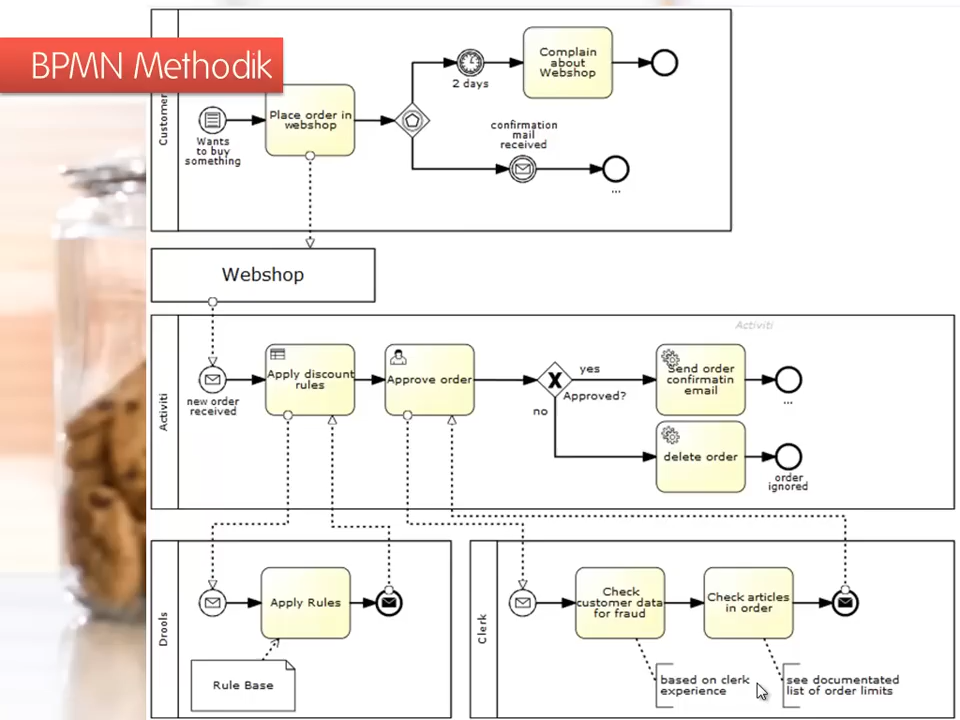 BPMN Methodik
Customer
Wants
to buy
something
Place order in
webshop
2 days
Complain
about
Webshop
confirmation
mail
received
...
Webshop
Activiti
Activiti
new order
received
Apply discount
rules
Approve order
yes
Approved?
no
Send order
confirmatin
email
...
delete order
order
ignored
Drools
Apply Rules
Rule Base
Clerk
Check
customer data
for fraud
Check articles
in order
based on clerk
experience
see documentated
list of order limits